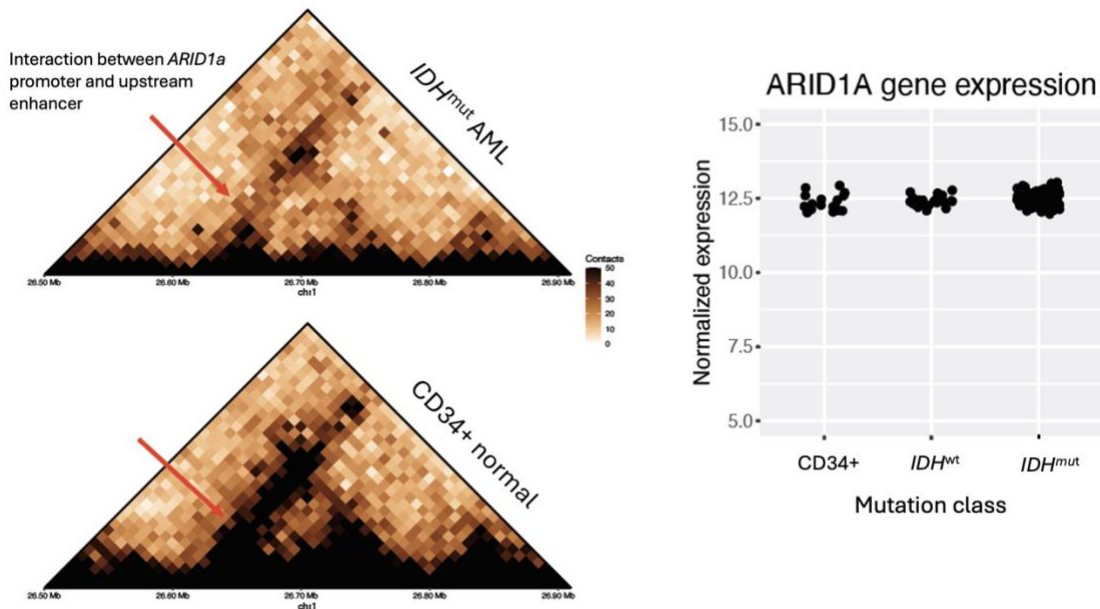 Interaction between ARID1a
promoter and upstream
enhancer
IDHmut AML
Contacts
50
40
30
20
10
0
26.50 Mb 26.60 Mb 26.70 Mb 26.80 Mb 26.90 Mb
chr1
CD34+ normal
26.50 Mb 26.60 Mb 26.70 Mb 26.80 Mb 26.90 Mb
chr1
ARID1A gene expression
Normalized expression
15.0
12.5
10.0
7.5
5.0
CD34+ IDHwt IDHmut
Mutation class